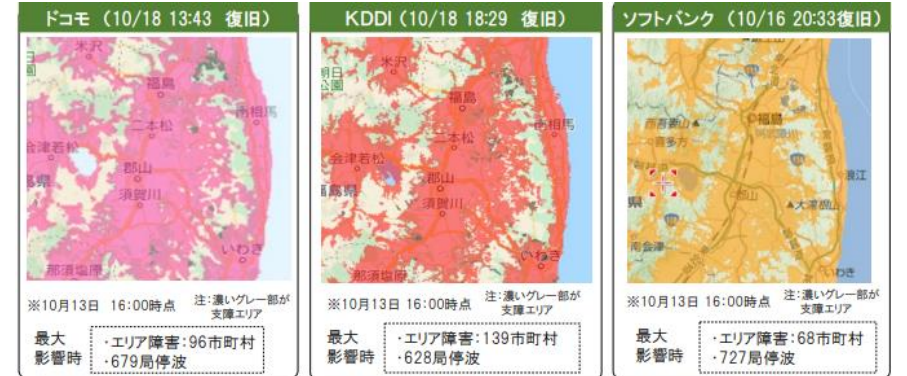 ドコモ （10/18 13:43 復旧）
米沢
福島
二本松
南相馬
会津若松
郡山
須賀川
いわき
那須塩原
※10月13日 16:00時点
注：濃いグレー部が
支障エリア
最大
影響時
・エリア障害：96市町村
・679局停波
KDDI（10/18 18:29 復旧）
米沢
福島
二本松
南相馬
会津若松
郡山
須賀川
いわき
那須塩原
※10月13日 16:00時点
注：濃いグレー部が
支障エリア
最大
影響時
・エリア障害：139市町村
・628局停波
ソフトバンク （10/16 20:33復旧）
福島
喜多方
浪江
郡山
南会津
いわき
※10月13日 16:00時点
注：濃いグレー部が
支障エリア
最大
影響時
・エリア障害：68市町村
・727局停波